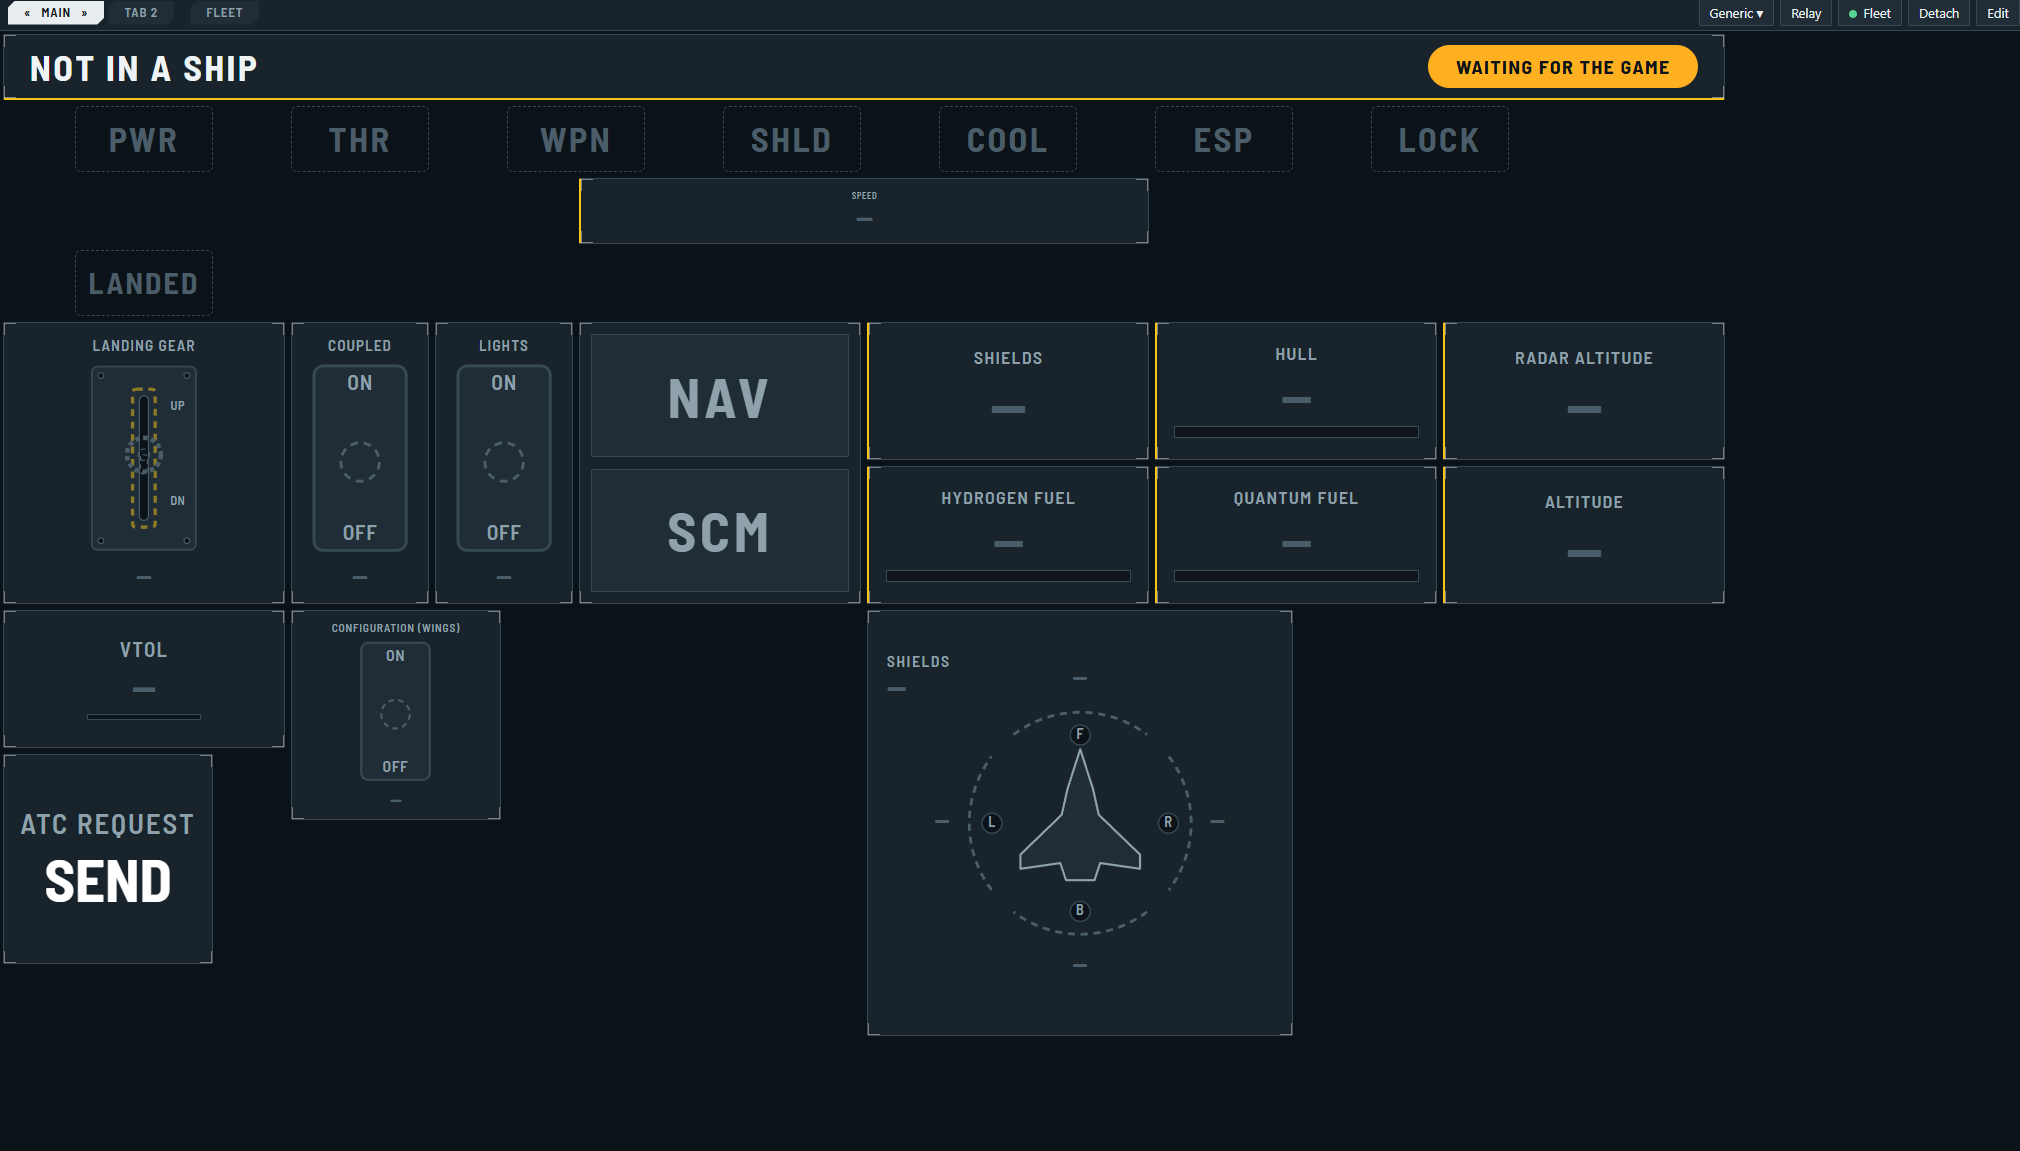 « MAIN »
TAB 2
FLEET
Generic ▾
Relay
Fleet
Detach
Edit
NOT IN A SHIP
WAITING FOR THE GAME
PWR
THR
WPN
SHLD
COOL
ESP
LOCK
SPEED
—
LANDED
LANDING GEAR
UP
DN
—
COUPLED
ON
OFF
—
LIGHTS
ON
OFF
—
NAV
SCM
SHIELDS
—
HULL
—
RADAR ALTITUDE
—
HYDROGEN FUEL
—
QUANTUM FUEL
—
ALTITUDE
—
VTOL
—
CONFIGURATION (WINGS)
ON
OFF
—
ATC REQUEST
SEND
SHIELDS
—
—
F
— L R —
B
—